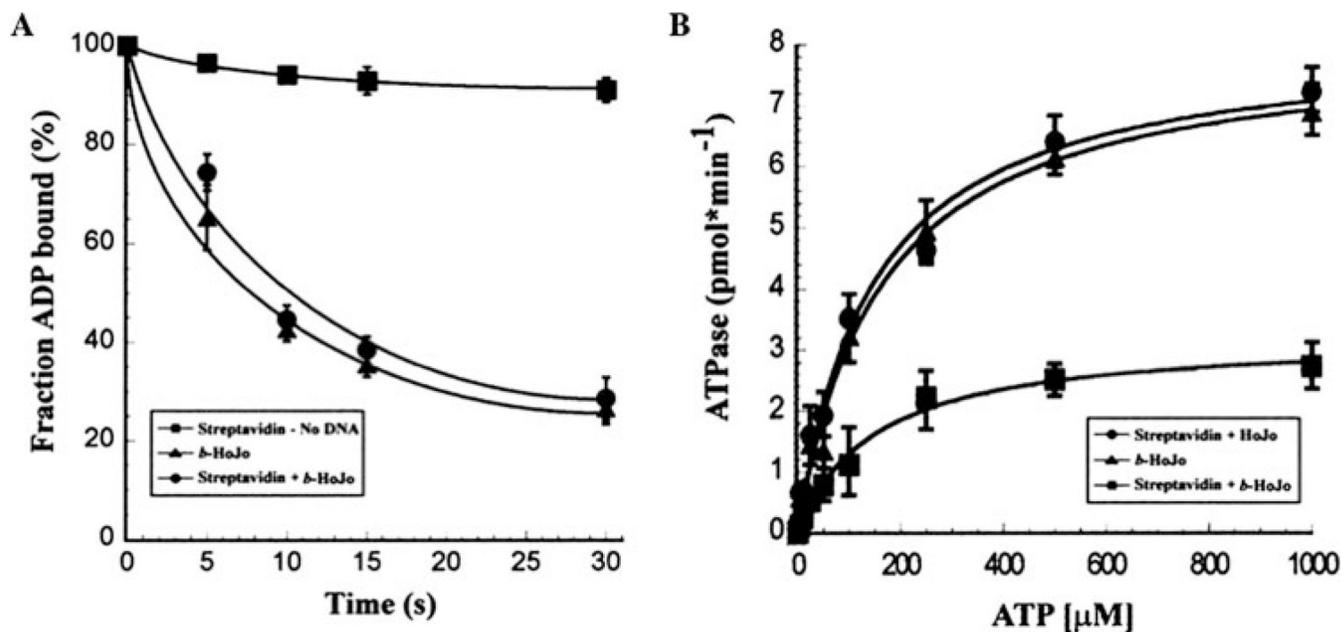 A
Fraction ADP bound (%)
100
80
60
40
20
0
Streptavidin - No DNA
b-HoJo
Streptavidin + b-HoJo
0 5 10 15 20 25 30
Time (s)
B
ATPase (pmol*min⁻¹)
8
7
6
5
4
3
2
1
0
Streptavidin + HoJo
b-HoJo
Streptavidin + b-HoJo
0 200 400 600 800 1000
ATP [µM]